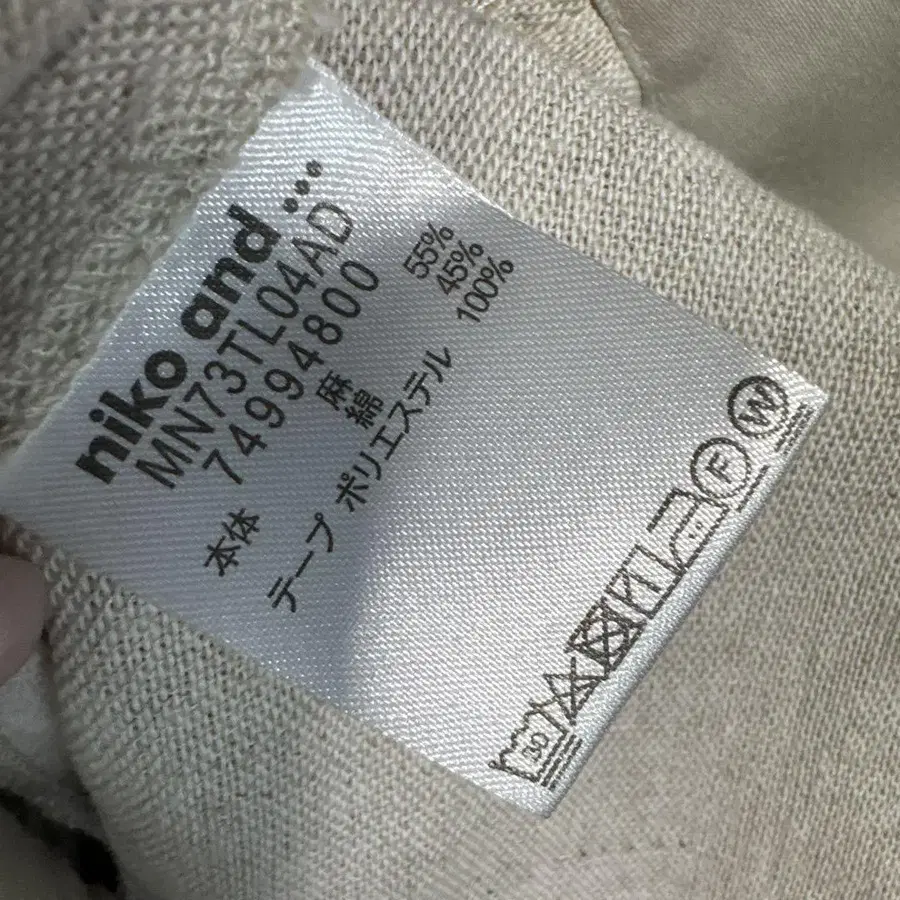 niko and ...
MN73TL04AD
74994800
本体 麻 55%
綿 45%
テープ ポリエステル 100%
30 F W